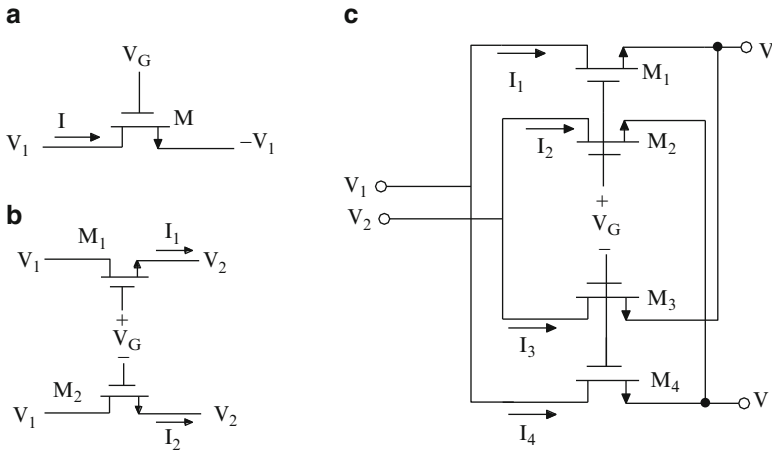 a
V_G
I
M
V_1
−V_1
b
M_1
I_1
V_1
V_2
+
V_G
−
M_2
V_1
V_2
I_2
c
V
I_1
M_1
I_2
M_2
V_1
+
V_2
V_G
−
M_3
I_3
M_4
V
I_4